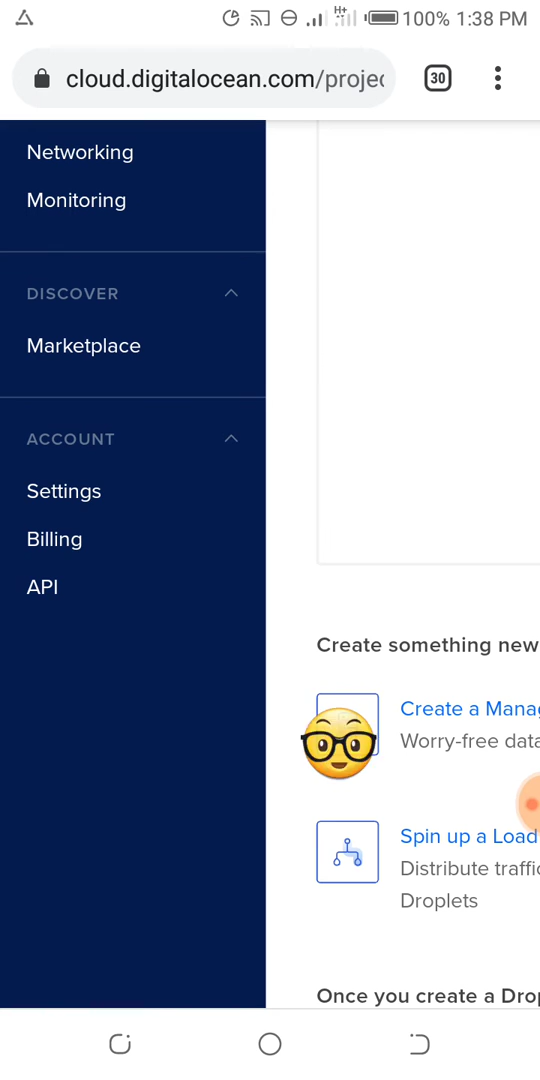 H+
100% 1:38 PM
cloud.digitalocean.com/projec
30
Networking
Monitoring
DISCOVER
Marketplace
ACCOUNT
Settings
Billing
API
Create something new
Create a Mana
Worry-free data
Spin up a Load
Distribute traffic
Droplets
Once you create a Drop